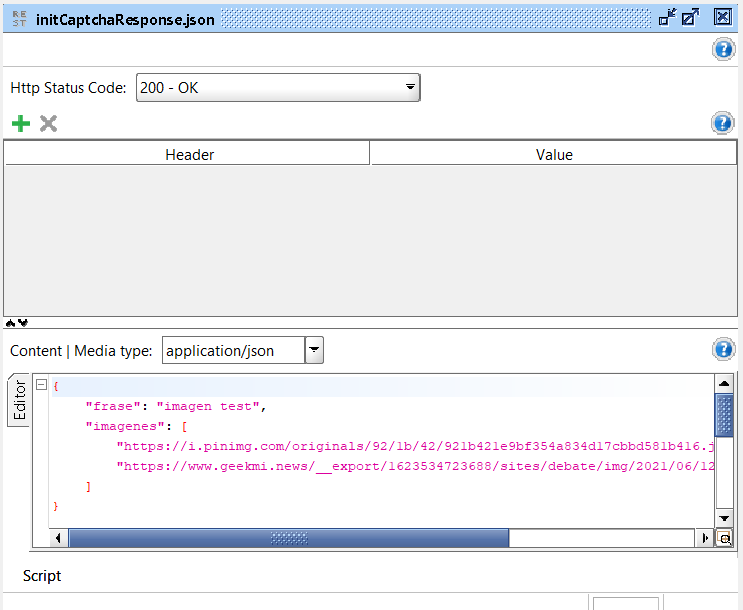 RE
ST
initCaptchaResponse.json
Http Status Code:
200 - OK
Header
Value
Content | Media type:
application/json
Editor
{
"frase": "imagen test",
"imagenes": [
"https://i.pinimg.com/originals/92/1b/42/921b421e9bf354a834d17cbbd581b416.j
"https://www.geekmi.news/__export/1623534723688/sites/debate/img/2021/06/12
]
}
Script